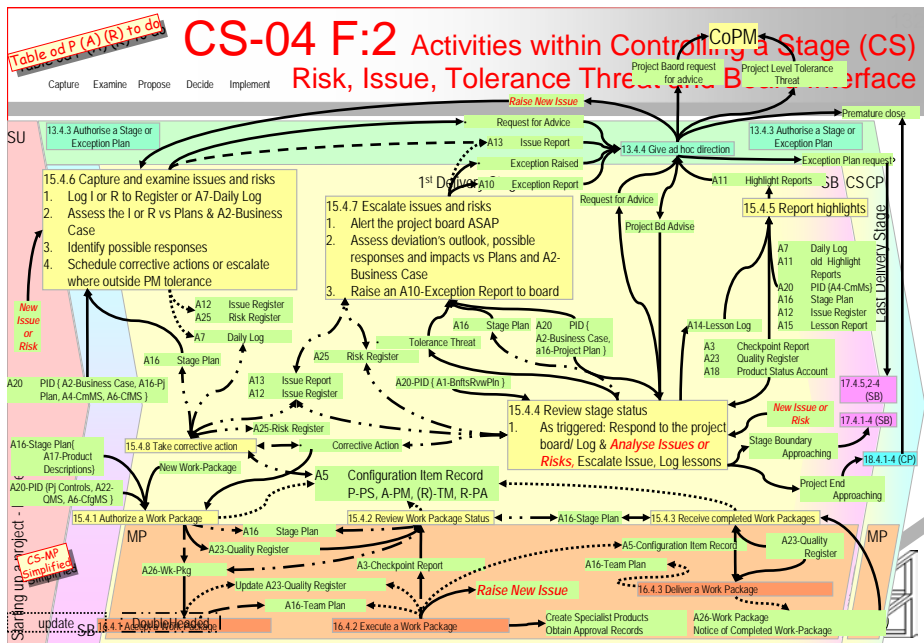 Table od P (A) (R) to do
CS-04 F:2 Activities within Controlling a Stage (CS)
Risk, Issue, Tolerance Threat and Board Interface
Capture Examine Propose Decide Implement
CoPM
Project Baord request
for advice
Project Level Tolerance
Threat
Raise New Issue
Premature close
SU
13.4.3 Authorise a Stage or
Exception Plan
Request for Advice
A13 Issue Report
Exception Raised
A10 Exception Report
13.4.4 Give ad hoc direction
13.4.3 Authorise a Stage or
Exception Plan
Exception Plan request
1st Delivery
SB CS CP
A11 Highlight Reports
15.4.5 Report highlights
15.4.6 Capture and examine issues and risks
1. Log I or R to Register or A7-Daily Log
2. Assess the I or R vs Plans & A2-Business
Case
3. Identify possible responses
4. Schedule corrective actions or escalate
where outside PM tolerance
15.4.7 Escalate issues and risks
1. Alert the project board ASAP
2. Assess deviation's outlook, possible
responses and impacts vs Plans and A2-
Business Case
3. Raise an A10-Exception Report to board
Request for Advice
Project Bd Advise
Last Delivery Stage
A7 Daily Log
A11 old Highlight
Reports
A20 PID (A4-CmMs)
A16 Stage Plan
A12 Issue Register
A15 Lesson Report
New
Issue
or
Risk
A12 Issue Register
A25 Risk Register
A7 Daily Log
A16 Stage Plan
A25 Risk Register
Tolerance Threat
A16 Stage Plan
A20 PID {
A2-Business Case,
a16-Project Plan }
A14-Lesson Log
A3 Checkpoint Report
A23 Quality Register
A18 Product Status Account
A20 PID { A2-Business Case, A16-Pj
Plan, A4-CmMS, A6-CfMS }
A13 Issue Report
A12 Issue Register
A20-PID { A1-BnftsRvwPln }
17.4.5,2-4
(SB)
17.4.1-4 (SB)
18.4.1-4 (CP)
A25-Risk Register
15.4.4 Review stage status
1. As triggered: Respond to the project
board/ Log & Analyse Issues or
Risks, Escalate Issue, Log lessons
New Issue or
Risk
Stage Boundary
Approaching
Project End
Approaching
15.4.8 Take corrective action
Corrective Action
A16-Stage Plan{
A17-Product
Descriptions}
New Work-Package
A20-PID {Pj Controls, A22-
QMS, A6-CfgMS }
A5 Configuration Item Record
P-PS, A-PM, (R)-TM, R-PA
15.4.1 Authorize a Work Package
15.4.2 Review Work Package Status
A16-Stage Plan
15.4.3 Receive completed Work Packages
MP
MP
A16 Stage Plan
A23-Quality Register
A26-Wk-Pkg
A3-Checkpoint Report
A5-Configuration Item Record
A23-Quality
Register
A16-Team Plan
Update A23-Quality Register
Raise New Issue
A16-Team Plan
16.4.3 Deliver a Work Package
CS-MP
Simplified
Starting up a project -
update
SB
DoubleHeaded
16.4.1 Accept a Work Package
16.4.2 Execute a Work Package
Create Specialist Products
Obtain Approval Records
A26-Work Package
Notice of Completed Work-Package